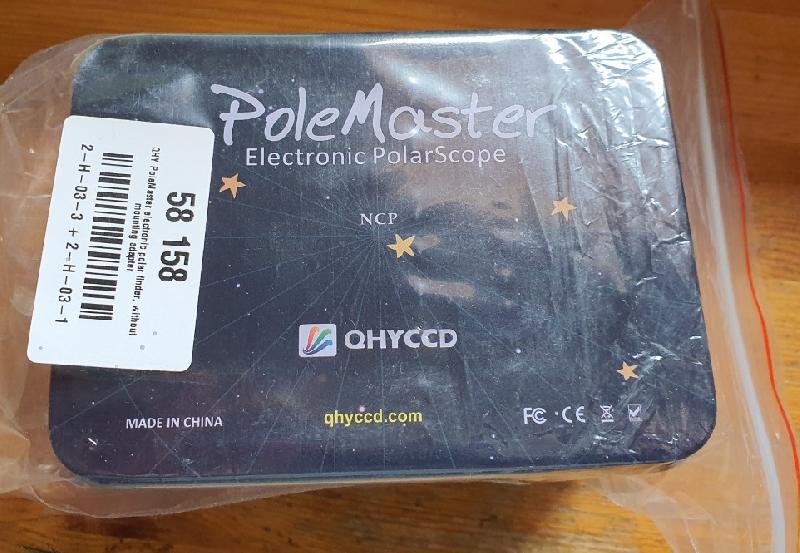 PoleMaster
Electronic PolarScope
NCP
QHYCCD
MADE IN CHINA
qhyccd.com
FC CE
58 158
QHY PoleMaster electronic polar finder, without
mounting adapter
2-H-03-3 + 2-H-03-1